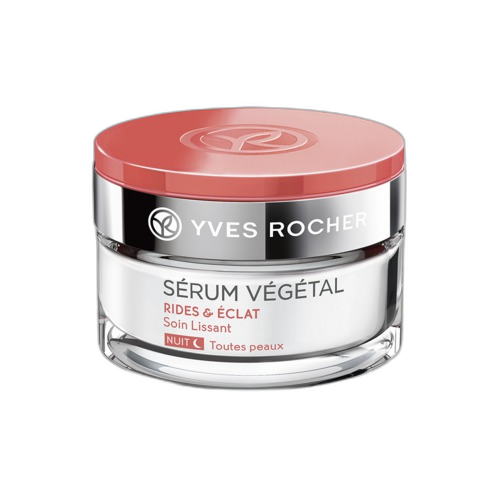 YVES ROCHER
SÉRUM VÉGÉTAL
RIDES & ÉCLAT
Soin Lissant
NUIT Toutes peaux